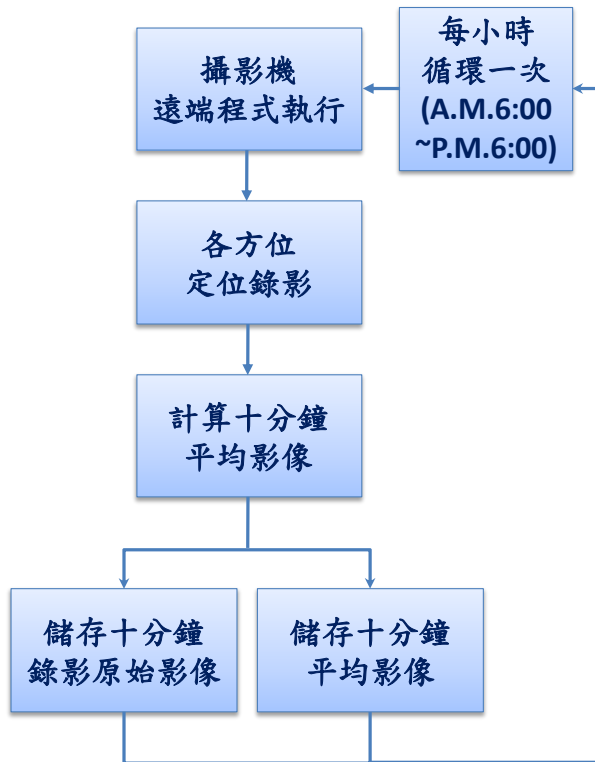 每小時
循環一次
(A.M.6:00
~P.M.6:00)
攝影機
遠端程式執行
各方位
定位錄影
計算十分鐘
平均影像
儲存十分鐘
錄影原始影像
儲存十分鐘
平均影像